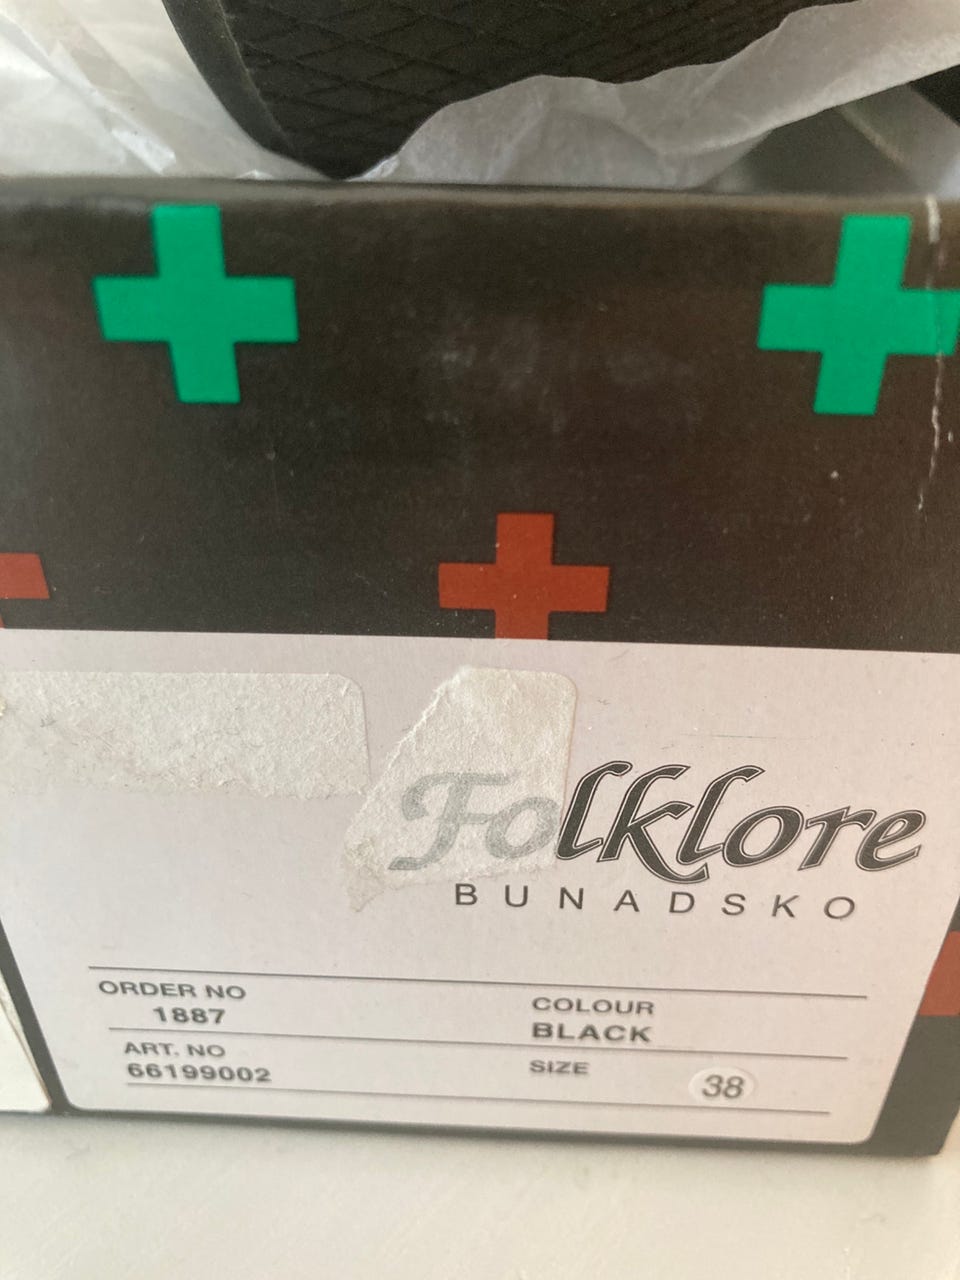 Folklore
BUNADSKO
ORDER NO
1887
COLOUR
BLACK
ART. NO
66199002
SIZE
38